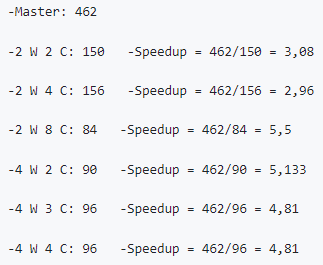 -Master: 462
-2 W 2 C: 150 -Speedup = 462/150 = 3,08
-2 W 4 C: 156 -Speedup = 462/156 = 2,96
-2 W 8 C: 84 -Speedup = 462/84 = 5,5
-4 W 2 C: 90 -Speedup = 462/90 = 5,133
-4 W 3 C: 96 -Speedup = 462/96 = 4,81
-4 W 4 C: 96 -Speedup = 462/96 = 4,81